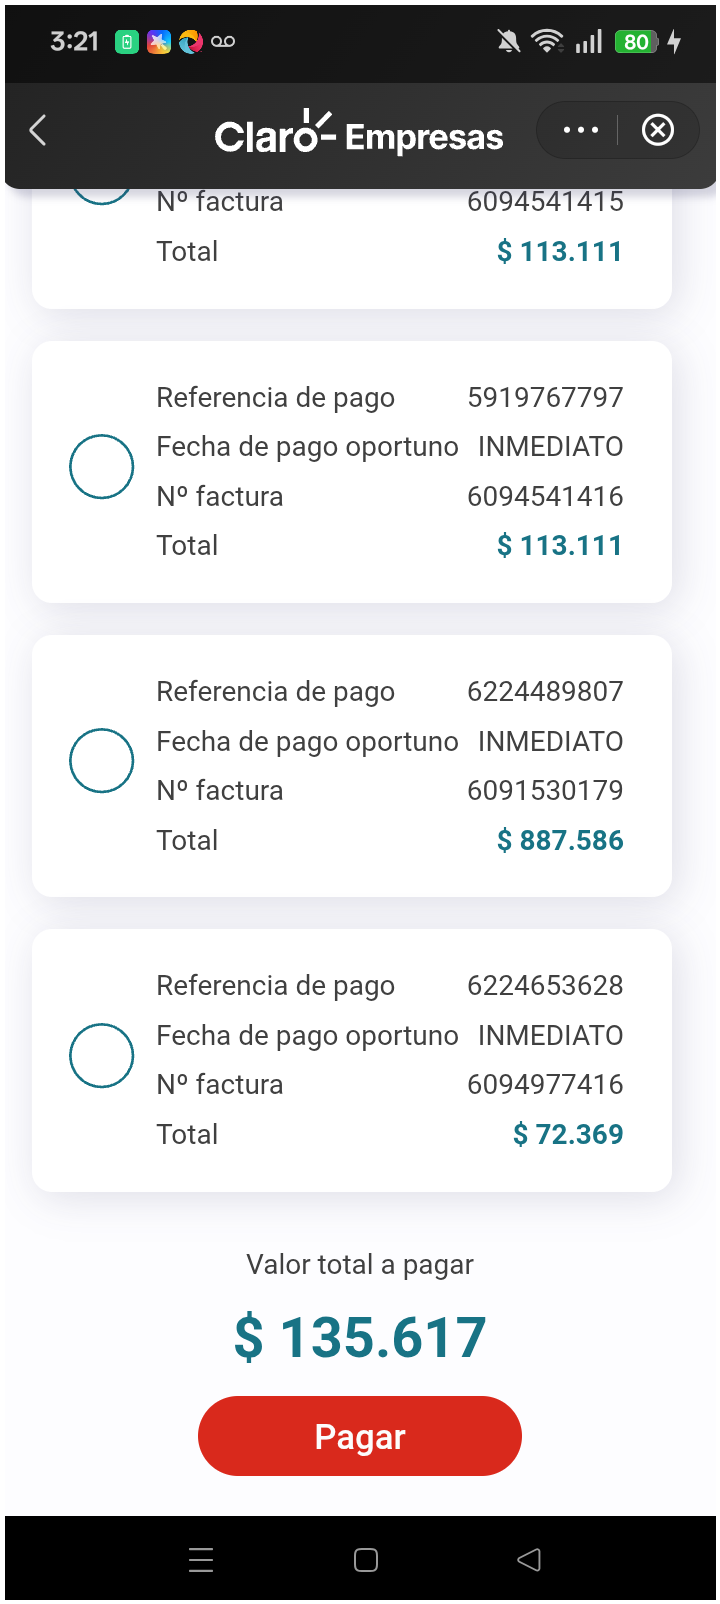 3:21
80
Claro- Empresas
Nº factura 6094541415
Total $ 113.111
Referencia de pago 5919767797
Fecha de pago oportuno INMEDIATO
Nº factura 6094541416
Total $ 113.111
Referencia de pago 6224489807
Fecha de pago oportuno INMEDIATO
Nº factura 6091530179
Total $ 887.586
Referencia de pago 6224653628
Fecha de pago oportuno INMEDIATO
Nº factura 6094977416
Total $ 72.369
Valor total a pagar
$ 135.617
Pagar